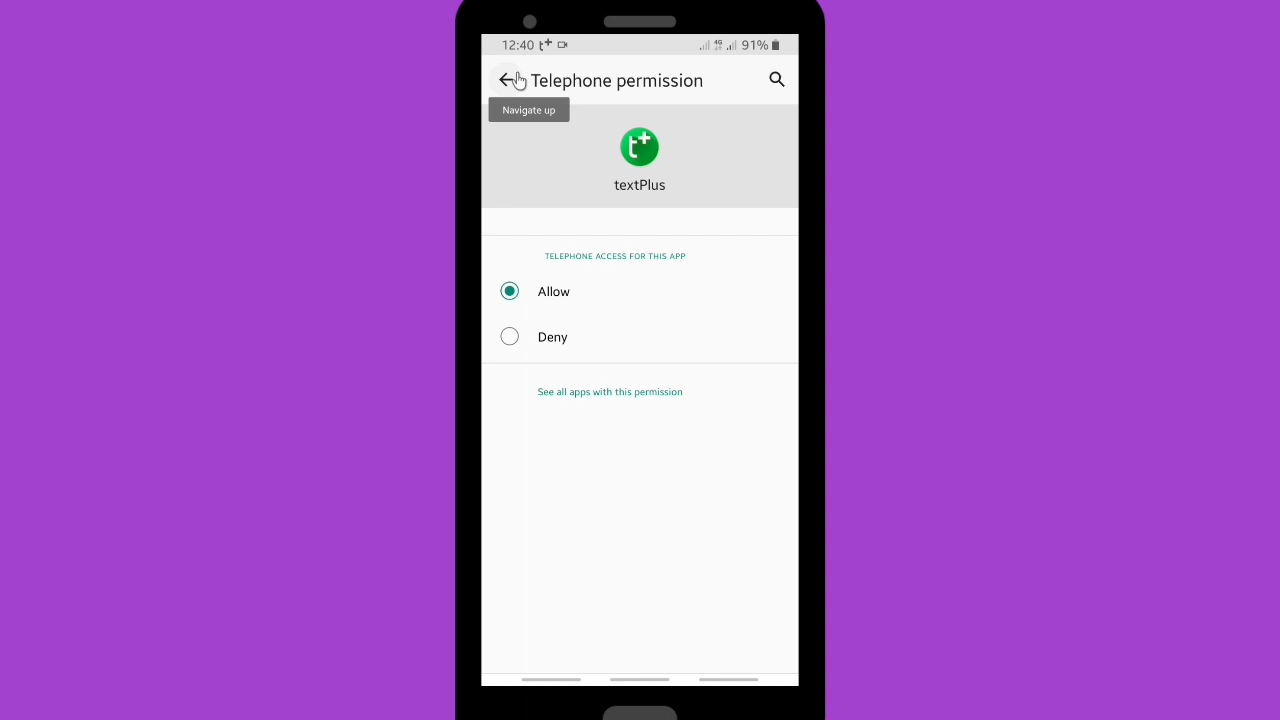 12:40 t+ 4G 91%
Telephone permission
Navigate up
t+
textPlus
TELEPHONE ACCESS FOR THIS APP
Allow
Deny
See all apps with this permission